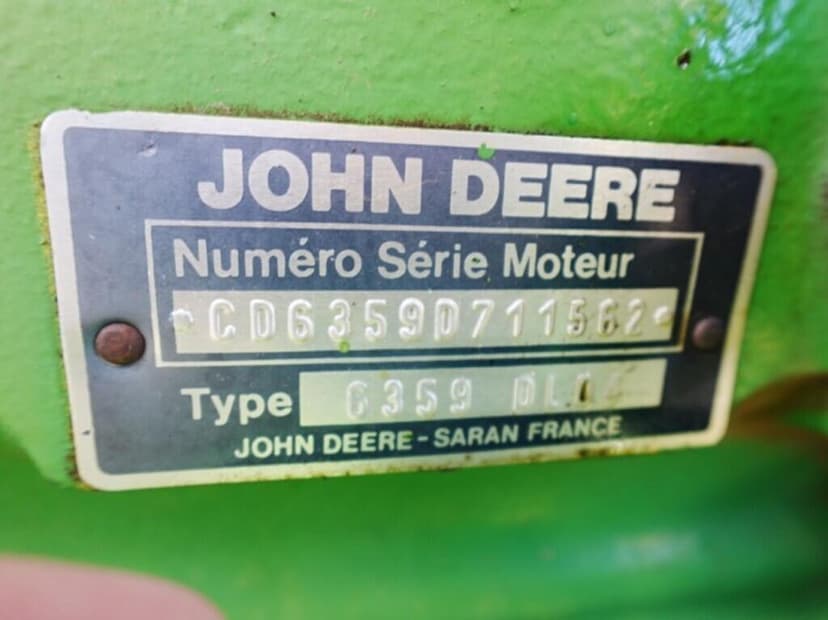 JOHN DEERE
Numéro Série Moteur
*CD6359D711562*
Type 6359 
JOHN DEERE - SARAN FRANCE